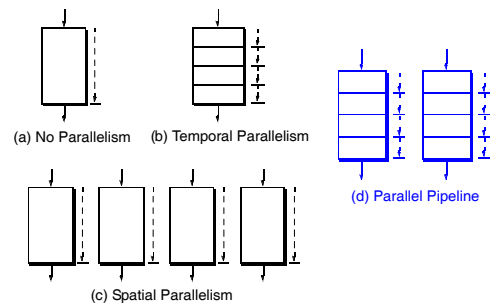 (a) No Parallelism
(b) Temporal Parallelism
(d) Parallel Pipeline
(c) Spatial Parallelism